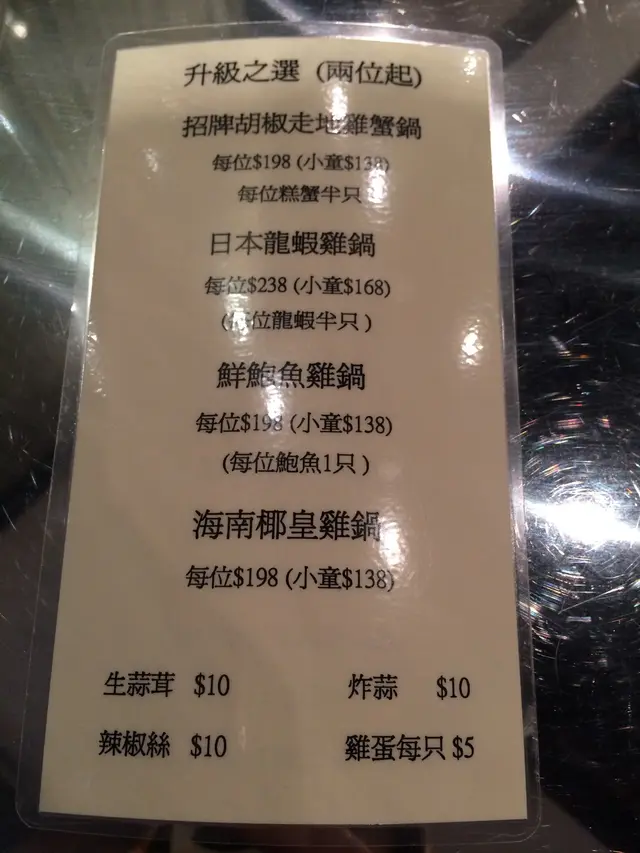 升級之選 (兩位起)
招牌胡椒走地雞蟹鍋
每位$198 (小童$138)
每位糕蟹半只
日本龍蝦雞鍋
每位$238 (小童$168)
(每位龍蝦半只)
鮮鮑魚雞鍋
每位$198 (小童$138)
(每位鮑魚1只)
海南椰皇雞鍋
每位$198 (小童$138)
生蒜茸 $10 炸蒜 $10
辣椒絲 $10 雞蛋每只 $5